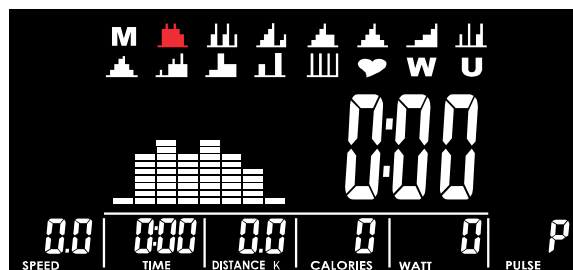 M
W U
0:00
0.0 0:00 0.0 0 0 P
SPEED TIME DISTANCE K CALORIES WATT PULSE